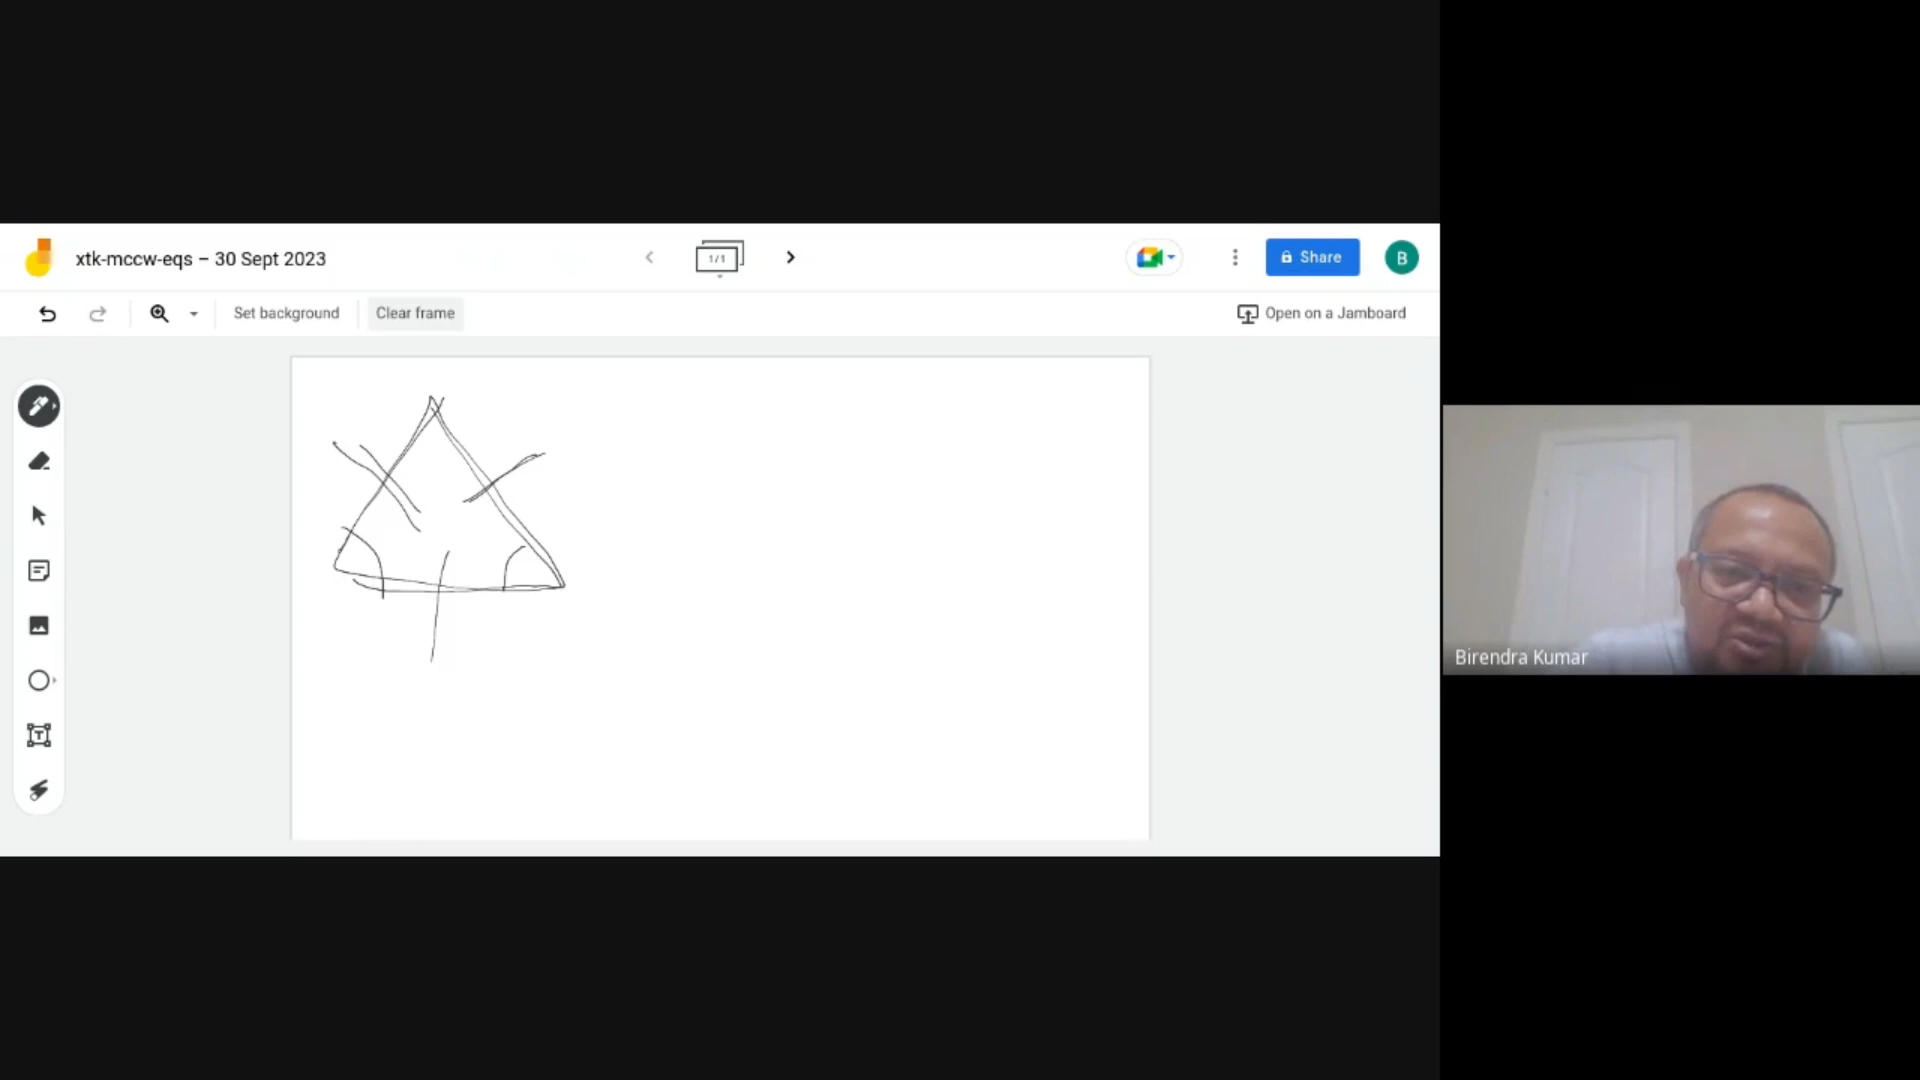 xtk-mccw-eqs – 30 Sept 2023
1/1
Share
B
Set background
Clear frame
Open on a Jamboard
T
Birendra Kumar